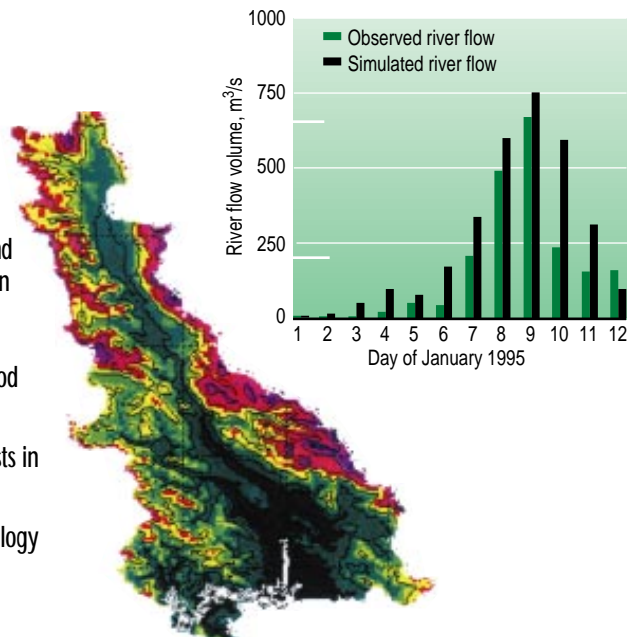 1000
Observed river flow
Simulated river flow
750
500
250
0
River flow volume, m³/s
1 2 3 4 5 6 7 8 9 10 11 12
Day of January 1995
nd
n
od
sts in
ology